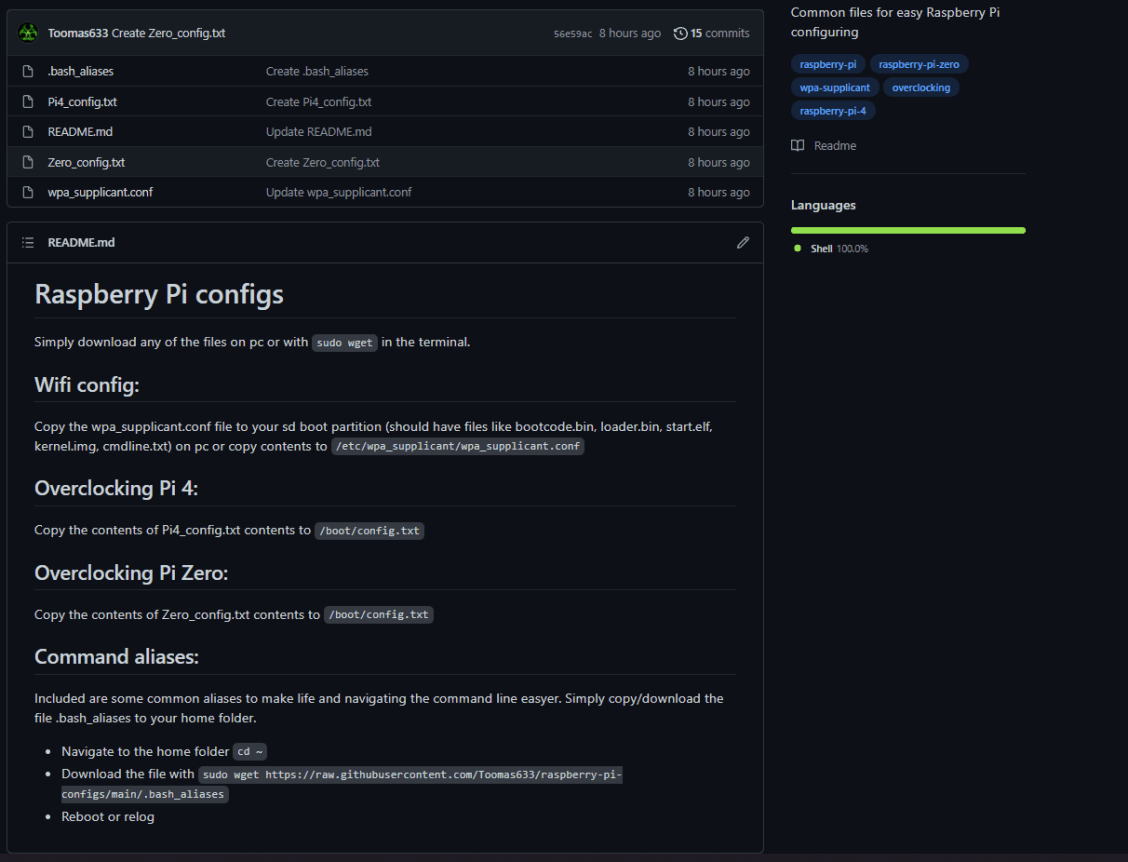 Toomas633 Create Zero_config.txt 56e59ac 8 hours ago 15 commits
.bash_aliases Create .bash_aliases 8 hours ago
Pi4_config.txt Create Pi4_config.txt 8 hours ago
README.md Update README.md 8 hours ago
Zero_config.txt Create Zero_config.txt 8 hours ago
wpa_supplicant.conf Update wpa_supplicant.conf 8 hours ago
README.md
Raspberry Pi configs
Simply download any of the files on pc or with sudo wget in the terminal.
Wifi config:
Copy the wpa_supplicant.conf file to your sd boot partition (should have files like bootcode.bin, loader.bin, start.elf,
kernel.img, cmdline.txt) on pc or copy contents to /etc/wpa_supplicant/wpa_supplicant.conf
Overclocking Pi 4:
Copy the contents of Pi4_config.txt contents to /boot/config.txt
Overclocking Pi Zero:
Copy the contents of Zero_config.txt contents to /boot/config.txt
Command aliases:
Included are some common aliases to make life and navigating the command line easyer. Simply copy/download the
file .bash_aliases to your home folder.
• Navigate to the home folder cd ~
• Download the file with sudo wget https://raw.githubusercontent.com/Toomas633/raspberry-pi-
configs/main/.bash_aliases
• Reboot or relog
Common files for easy Raspberry Pi
configuring
raspberry-pi raspberry-pi-zero
wpa-supplicant overclocking
raspberry-pi-4
Readme
Languages
Shell 100.0%